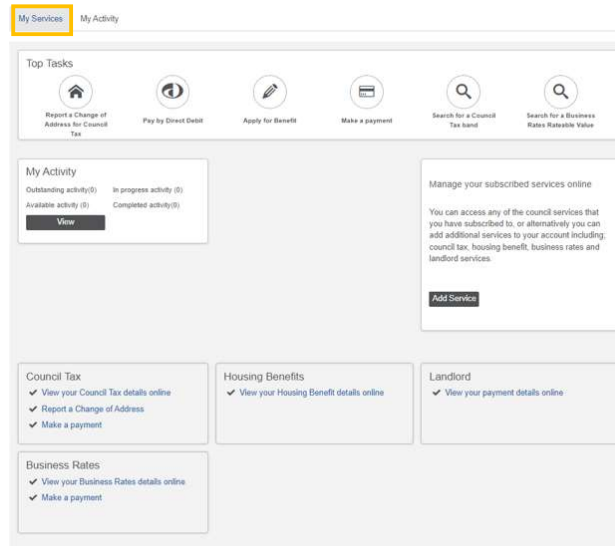 My Services My Activity
Top Tasks
Report a Change of
Address for Council
Tax
Pay by Direct Debit
Apply for Benefit
Make a payment
Search for a Council
Tax band
Search for a Business
Rates Rateable Value
My Activity
Outstanding activity(0) In progress activity (0)
Available activity (0) Completed activity(0)
View
Manage your subscribed services online
You can access any of the council services that
you have subscribed to, or alternatively you can
add additional services to your account including;
council tax, housing benefit, business rates and
landlord services.
Add Service
Council Tax
View your Council Tax details online
Report a Change of Address
Make a payment
Housing Benefits
View your Housing Benefit details online
Landlord
View your payment details online
Business Rates
View your Business Rates details online
Make a payment